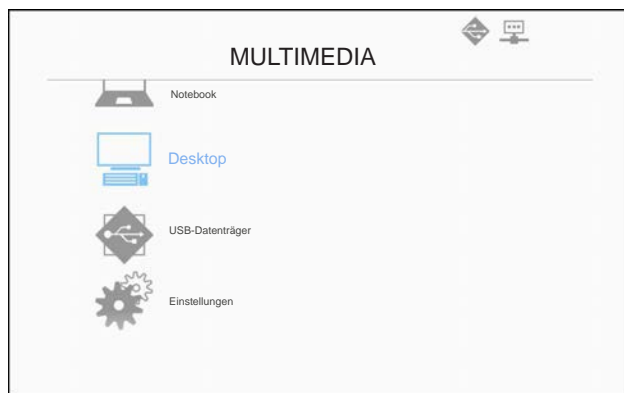 MULTIMEDIA
Notebook
Desktop
USB-Datenträger
Einstellungen